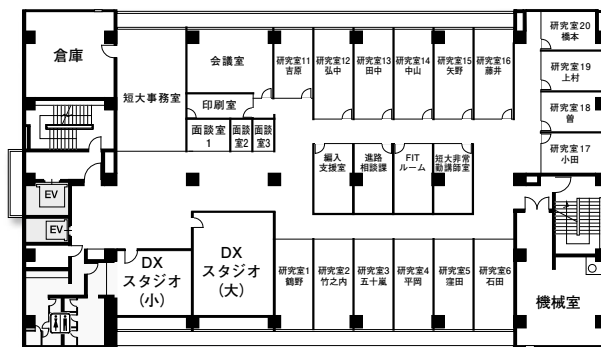 倉庫
短大事務室
会議室
印刷室
面談室
1
面談
室2
面談
室3
研究室11
吉原
研究室12
弘中
研究室13
田中
研究室14
中山
研究室15
矢野
研究室16
藤井
研究室20
橋本
研究室19
上村
研究室18
曽
研究室17
小田
編入
支援室
進路
相談課
FIT
ルーム
短大非常
勤講師室
EV
EV
DX
スタジオ
(小)
DX
スタジオ
(大)
研究室1
鶴野
研究室2
竹之内
研究室3
五十嵐
研究室4
平岡
研究室5
窪田
研究室6
石田
機械室